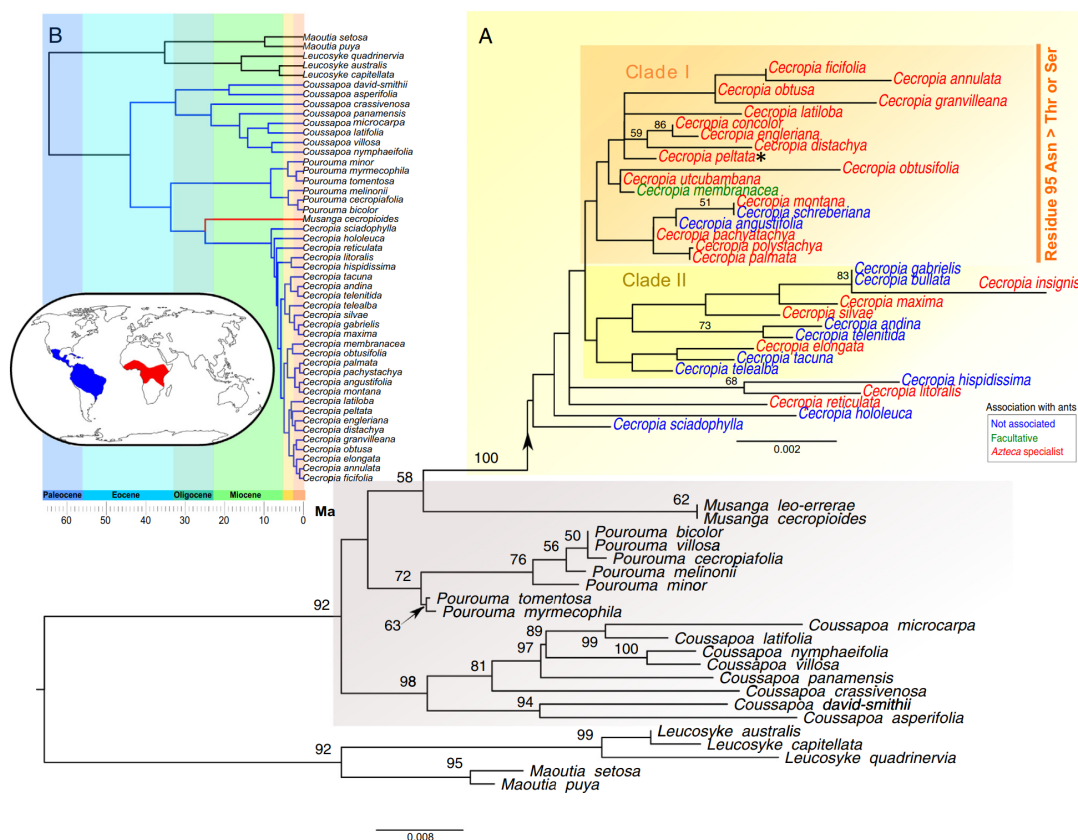 B
Maoutia setosa
Maoutia puya
Leucosyke quadrinervia
Leucosyke australis
Leucosyke capitellata
Coussapoa david-smithii
Coussapoa asperifolia
Coussapoa crassivenosa
Coussapoa panamensis
Coussapoa microcarpa
Coussapoa latifolia
Coussapoa villosa
Coussapoa nymphaeifolia
Pourouma minor
Pourouma myrmecophila
Pourouma tomentosa
Pourouma melinonii
Pourouma cecropiafolia
Pourouma bicolor
Musanga cecropioides
Cecropia sciadophylla
Cecropia hololeuca
Cecropia reticulata
Cecropia litoralis
Cecropia hispidissima
Cecropia tacuna
Cecropia andina
Cecropia telenitida
Cecropia telealba
Cecropia silvae
Cecropia gabrielis
Cecropia maxima
Cecropia membranacea
Cecropia obtusifolia
Cecropia palmata
Cecropia pachystachya
Cecropia angustifolia
Cecropia montana
Cecropia latiloba
Cecropia peltata
Cecropia engleriana
Cecropia distachya
Cecropia granvilleana
Cecropia obtusa
Cecropia elongata
Cecropia annulata
Cecropia ficifolia
Paleocene Eocene Oligocene Miocene
60 50 40 30 20 10 0 Ma
A
Clade I
Cecropia ficifolia
Cecropia annulata
Cecropia obtusa
Cecropia granvilleana
Cecropia latiloba
86 Cecropia concolor
59 Cecropia engleriana
Cecropia distachya
Cecropia peltata*
Cecropia obtusifolia
Cecropia utcubambana
Cecropia membranacea
51 Cecropia montana
Cecropia schreberiana
Cecropia angustifolia
Cecropia pachyatachya
Cecropia polystachya
Cecropia palmata
Residue 95 Asn > Thr or Ser
Clade II
Cecropia gabrielis
83 Cecropia bullata
Cecropia insignis
Cecropia maxima
Cecropia silvae
73 Cecropia andina
Cecropia telenitida
Cecropia elongata
Cecropia tacuna
Cecropia telealba
68 Cecropia hispidissima
Cecropia litoralis
Cecropia reticulata
Cecropia hololeuca
Cecropia sciadophylla
0.002
Association with ants
Not associated
Facultative
Azteca specialist
100
58
62 Musanga leo-errerae
Musanga cecropioides
50 Pourouma bicolor
56 Pourouma villosa
76 Pourouma cecropiafolia
Pourouma melinonii
72 Pourouma minor
Pourouma tomentosa
63 Pourouma myrmecophila
92
89 Coussapoa microcarpa
99 Coussapoa latifolia
97 100 Coussapoa nymphaeifolia
81 Coussapoa villosa
98 Coussapoa panamensis
Coussapoa crassivenosa
94 Coussapoa david-smithii
Coussapoa asperifolia
99 Leucosyke australis
92 Leucosyke capitellata
Leucosyke quadrinervia
95 Maoutia setosa
Maoutia puya
0.008